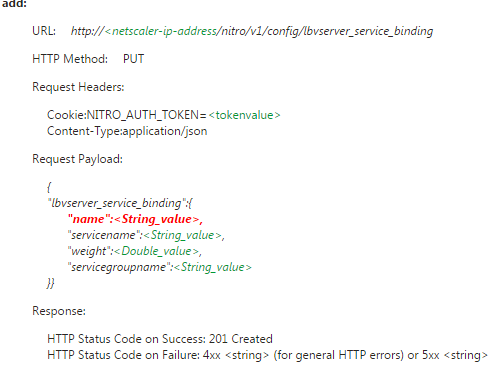 add:
URL: http://<netscaler-ip-address/nitro/v1/config/lbvserver_service_binding
HTTP Method: PUT
Request Headers:
Cookie:NITRO_AUTH_TOKEN=<tokenvalue>
Content-Type:application/json
Request Payload:
{
"lbvserver_service_binding":{
"name":<String_value>,
"servicename":<String_value>,
"weight":<Double_value>,
"servicegroupname":<String_value>
}}
Response:
HTTP Status Code on Success: 201 Created
HTTP Status Code on Failure: 4xx <string> (for general HTTP errors) or 5xx <string>